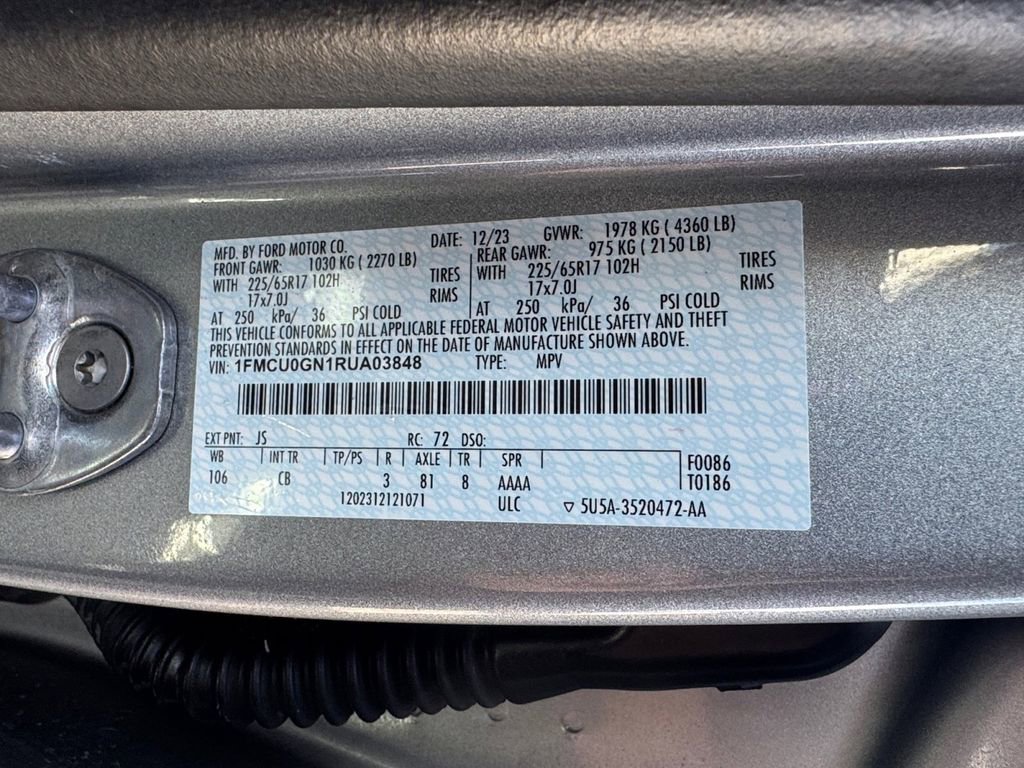 MFD. BY FORD MOTOR CO. DATE: 12/23 GVWR: 1978 KG ( 4360 LB)
FRONT GAWR: 1030 KG ( 2270 LB) REAR GAWR: 975 KG ( 2150 LB)
WITH 225/65R17 102H TIRES WITH 225/65R17 102H TIRES
17x7.0J RIMS 17x7.0J RIMS
AT 250 kPa/ 36 PSI COLD AT 250 kPa/ 36 PSI COLD
THIS VEHICLE CONFORMS TO ALL APPLICABLE FEDERAL MOTOR VEHICLE SAFETY AND THEFT
PREVENTION STANDARDS IN EFFECT ON THE DATE OF MANUFACTURE SHOWN ABOVE.
VIN: 1FMCU0GN1RUA03848 TYPE: MPV
EXT PNT: JS RC: 72 DSO:
WB INT TR TP/PS R AXLE TR SPR F0086
106 CB 3 81 8 AAAA T0186
1202312121071 ULC ▽ 5U5A-3520472-AA